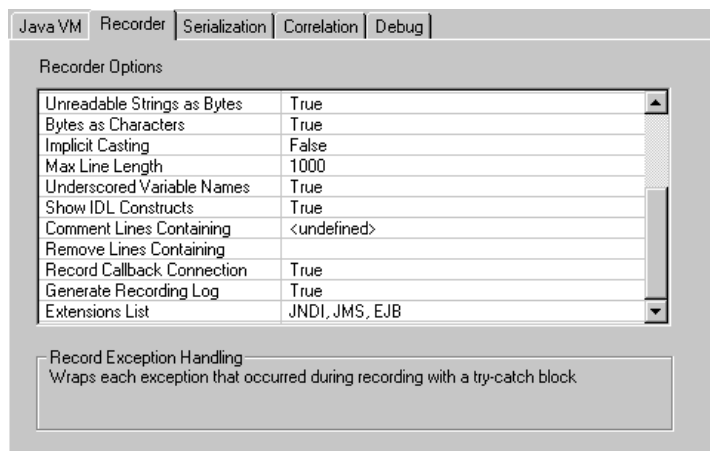 Java VM Recorder Serialization Correlation Debug
Recorder Options
Unreadable Strings as Bytes True
Bytes as Characters True
Implicit Casting False
Max Line Length 1000
Underscored Variable Names True
Show IDL Constructs True
Comment Lines Containing <undefined>
Remove Lines Containing
Record Callback Connection True
Generate Recording Log True
Extensions List JNDI, JMS, EJB
Record Exception Handling
Wraps each exception that occurred during recording with a try-catch block